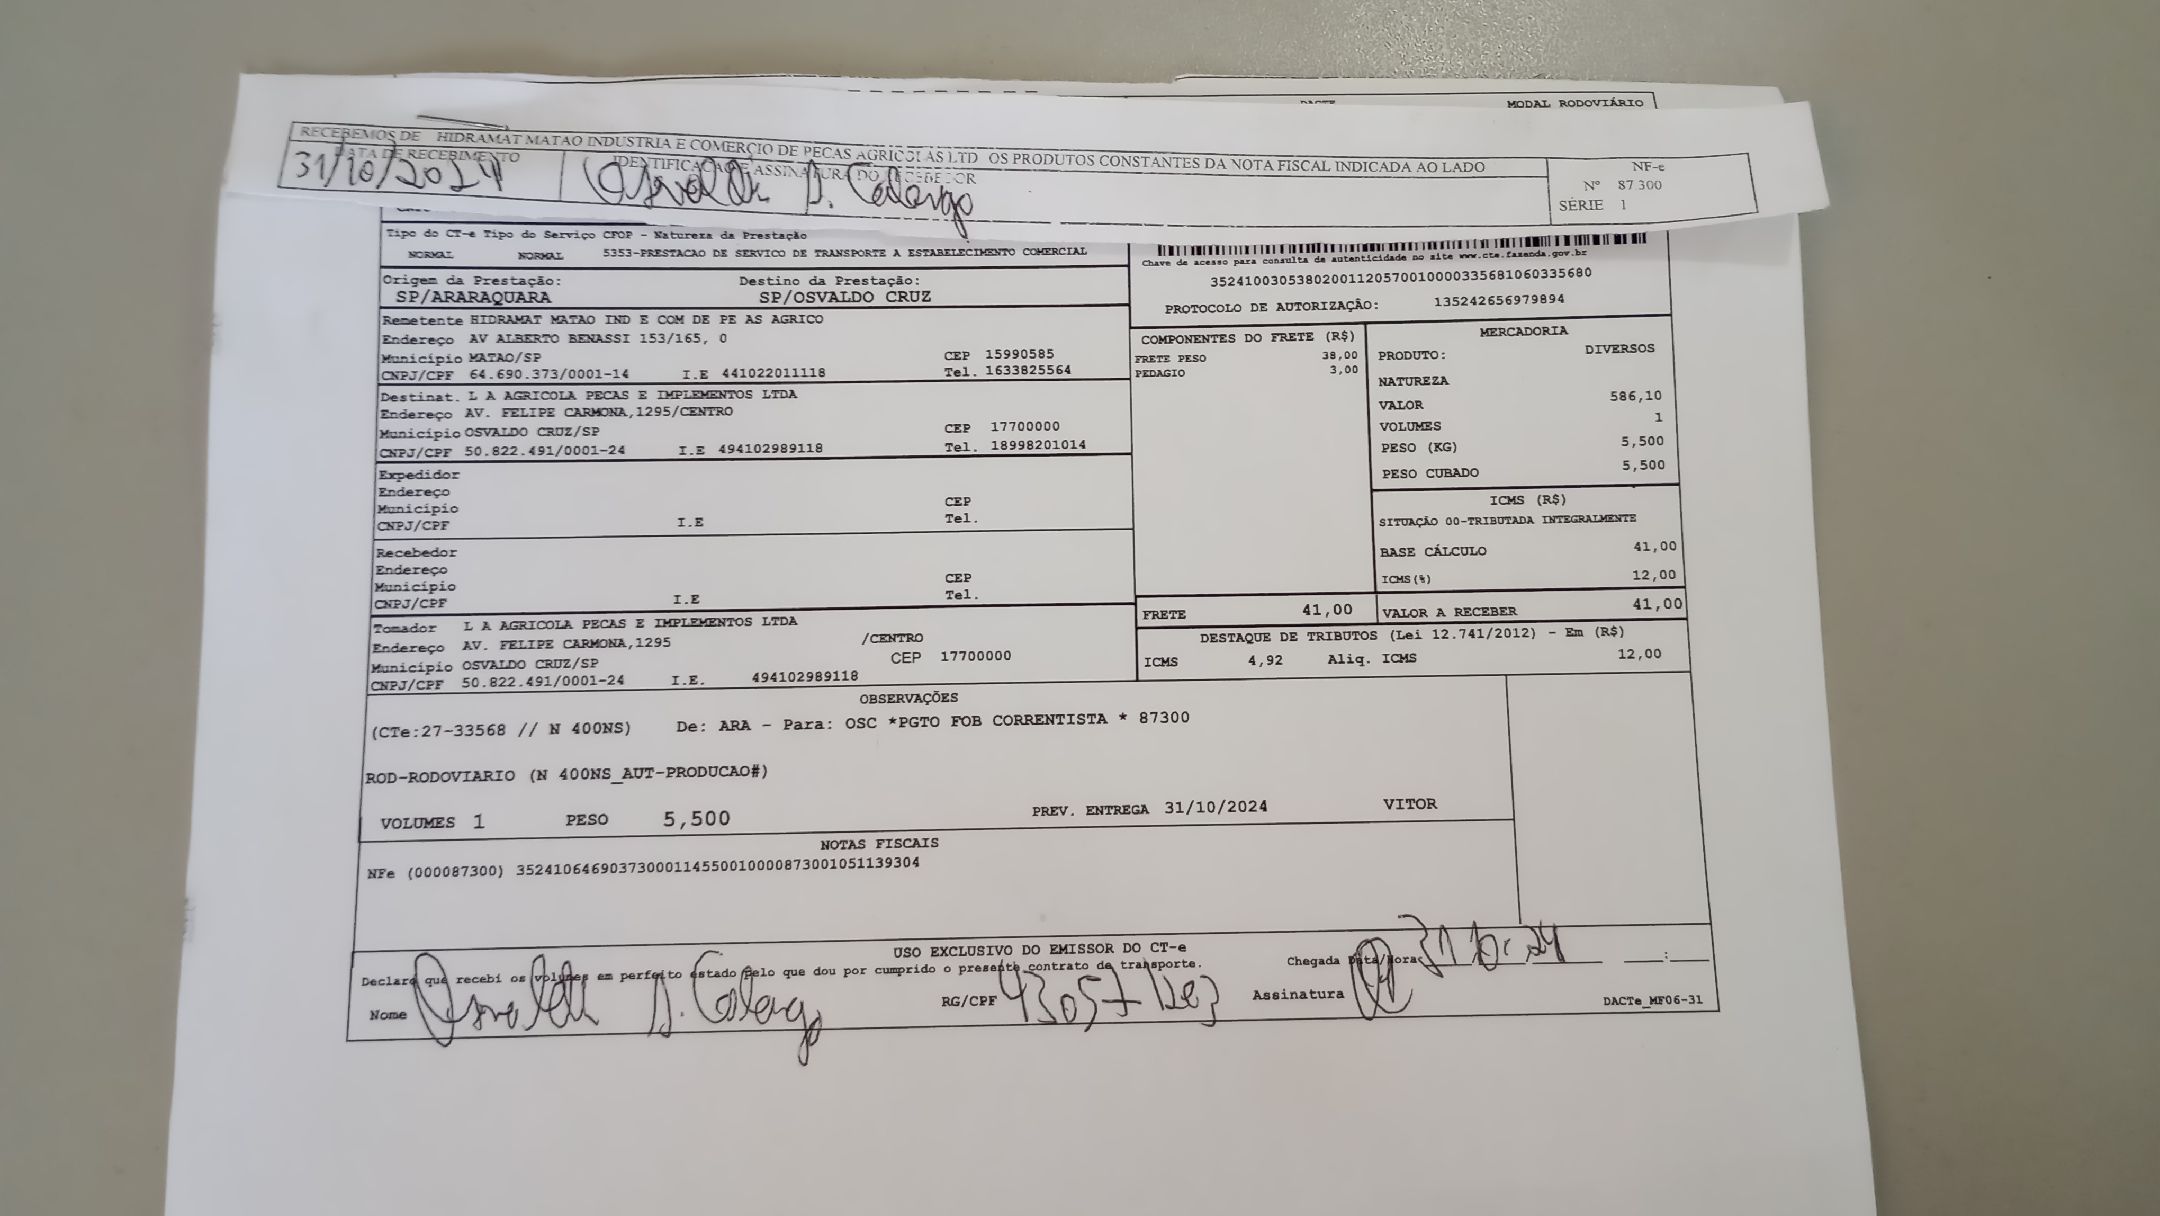 MODAL RODOVIÁRIO
RECEBEMOS DE HIDRAMAT MATAO INDUSTRIA E COMERCIO DE PECAS AGRICOLAS LTD OS PRODUTOS CONSTANTES DA NOTA FISCAL INDICADA AO LADO
DATA DE RECEBIMENTO
IDENTIFICAÇÃO E ASSINATURA DO RECEBEDOR
31/10/2024
NF-e
Nº 87.300
SÉRIE 1
Tipo do CT-e Tipo do Serviço CFOP - Natureza da Prestação
NORMAL NORMAL 5353-PRESTACAO DE SERVICO DE TRANSPORTE A ESTABELECIMENTO COMERCIAL
Chave de acesso para consulta de autenticidade no site www.cte.fazenda.gov.br
35241003053802001120570010000335681060335680
PROTOCOLO DE AUTORIZAÇÃO: 135242656979894
Origem da Prestação: Destino da Prestação:
SP/ARARAQUARA SP/OSVALDO CRUZ
Remetente HIDRAMAT MATAO IND E COM DE PE AS AGRICO
Endereço AV ALBERTO BENASSI 153/165, 0
Município MATAO/SP CEP 15990585
CNPJ/CPF 64.690.373/0001-14 I.E 441022011118 Tel. 1633825564
Destinat. L A AGRICOLA PECAS E IMPLEMENTOS LTDA
Endereço AV. FELIPE CARMONA,1295/CENTRO
Município OSVALDO CRUZ/SP CEP 17700000
CNPJ/CPF 50.822.491/0001-24 I.E 494102989118 Tel. 18998201014
Expedidor
Endereço
Município CEP
CNPJ/CPF I.E Tel.
Recebedor
Endereço
Município CEP
CNPJ/CPF I.E Tel.
Tomador L A AGRICOLA PECAS E IMPLEMENTOS LTDA
Endereço AV. FELIPE CARMONA,1295 /CENTRO
Município OSVALDO CRUZ/SP CEP 17700000
CNPJ/CPF 50.822.491/0001-24 I.E. 494102989118
COMPONENTES DO FRETE (R$)
FRETE PESO 38,00
PEDAGIO 3,00
MERCADORIA
PRODUTO: DIVERSOS
NATUREZA
VALOR 586,10
VOLUMES 1
PESO (KG) 5,500
PESO CUBADO 5,500
ICMS (R$)
SITUAÇÃO 00-TRIBUTADA INTEGRALMENTE
BASE CÁLCULO 41,00
ICMS(%) 12,00
FRETE 41,00 VALOR A RECEBER 41,00
DESTAQUE DE TRIBUTOS (Lei 12.741/2012) - Em (R$)
ICMS 4,92 Aliq. ICMS 12,00
OBSERVAÇÕES
(CTe:27-33568 // N 400NS) De: ARA - Para: OSC *PGTO FOB CORRENTISTA * 87300
ROD-RODOVIARIO (N 400NS_AUT-PRODUCAO#)
VOLUMES 1 PESO 5,500 PREV. ENTREGA 31/10/2024 VITOR
NOTAS FISCAIS
NFe (000087300) 35241064690373000114550010000873001051139304
USO EXCLUSIVO DO EMISSOR DO CT-e
Declaro que recebi os volumes em perfeito estado pelo que dou por cumprido o presente contrato de transporte.
Chegada Data/Horas
Nome
RG/CPF
Assinatura
DACTe_MF06-31